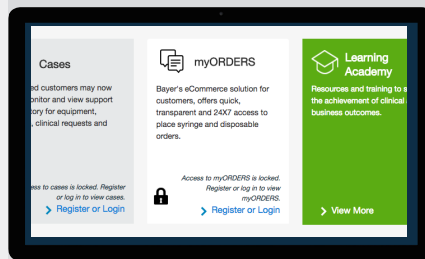 Cases
ed customers may now
onitor and view support
tory for equipment,
, clinical requests and
ess to cases is locked. Register
or log in to view cases.
Register or Login
myORDERS
Bayer's eCommerce solution for
customers, offers quick,
transparent and 24X7 access to
place syringe and disposable
orders.
Access to myORDERS is locked.
Register or log in to view
myORDERS.
Register or Login
Learning
Academy
Resources and training to s
the achievement of clinical
business outcomes.
View More